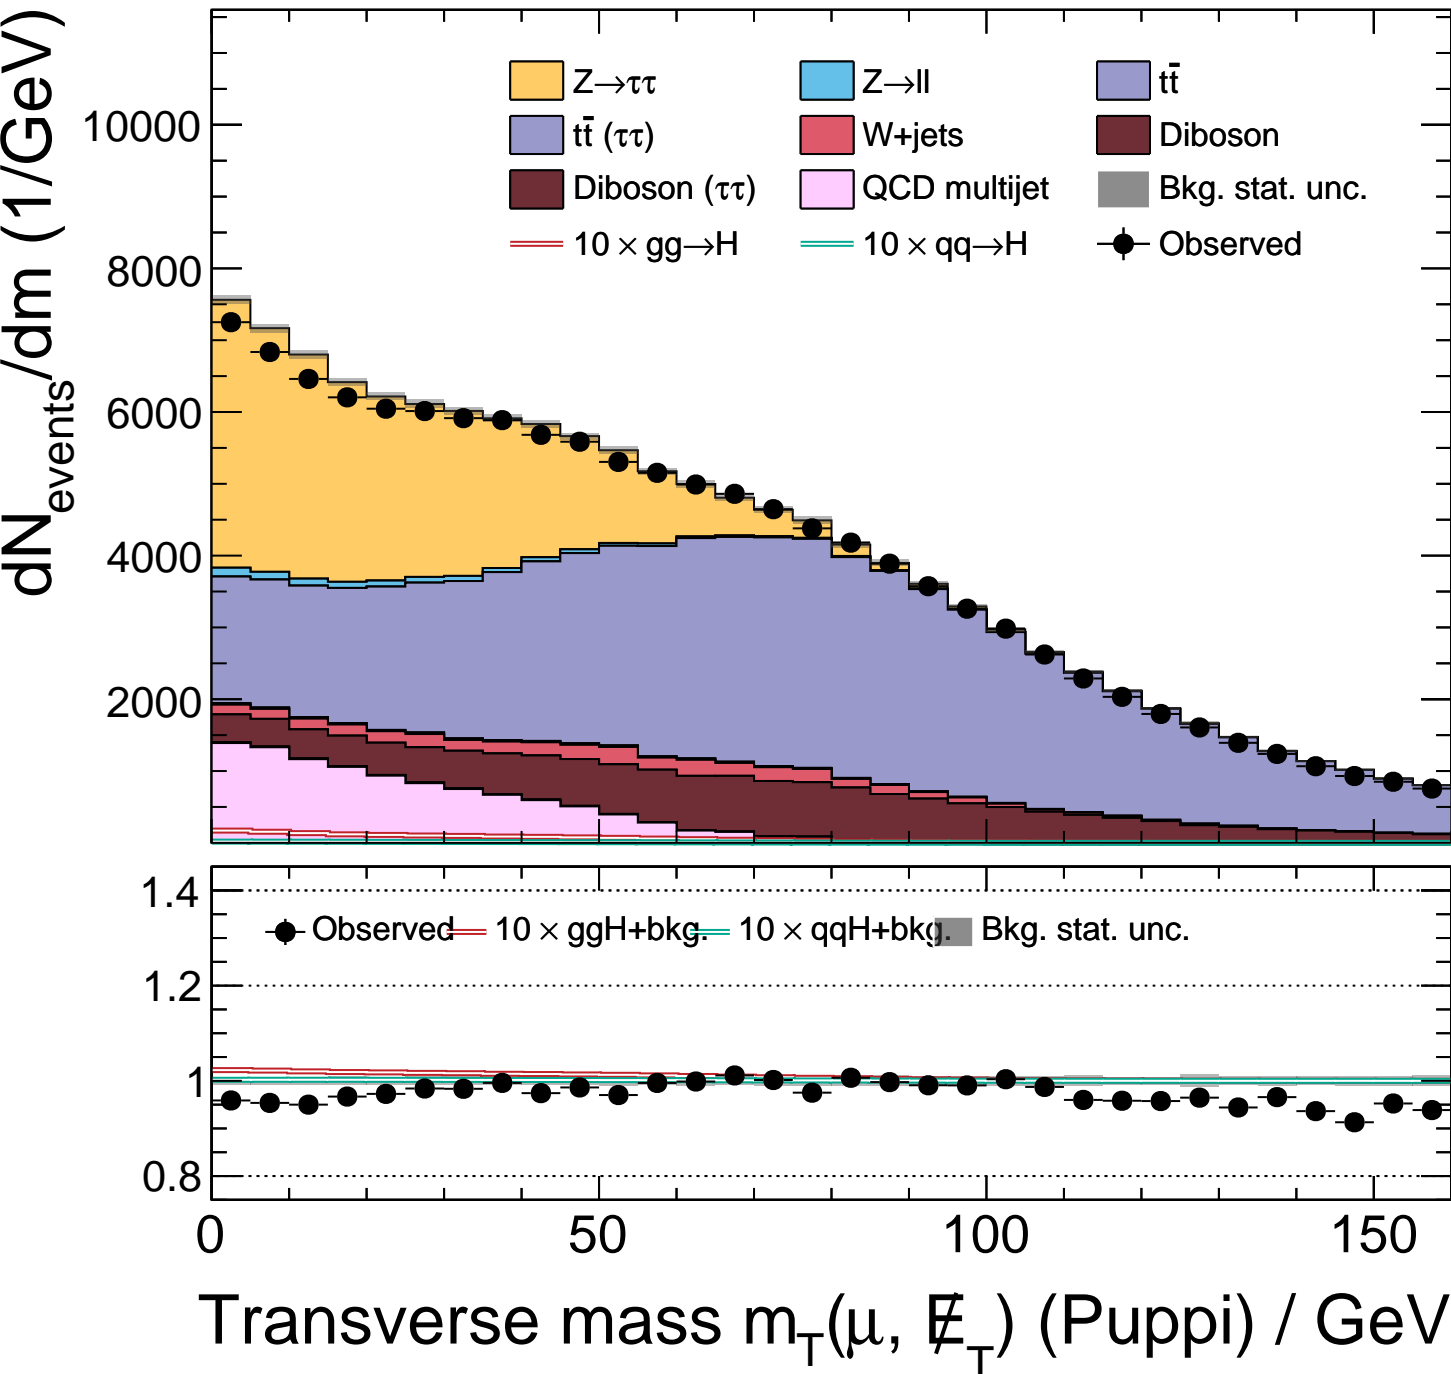 dN_events/dm (1/GeV)
10000
8000
6000
4000
2000
Z→ττ Z→ll tt̄
tt̄ (ττ) W+jets Diboson
Diboson (ττ) QCD multijet Bkg. stat. unc.
10 × gg→H 10 × qq→H Observed
1.4
1.2
1
0.8
Observed 10 × ggH+bkg. 10 × qqH+bkg. Bkg. stat. unc.
0 50 100 150
Transverse mass m_T(μ, E̸_T) (Puppi) / GeV